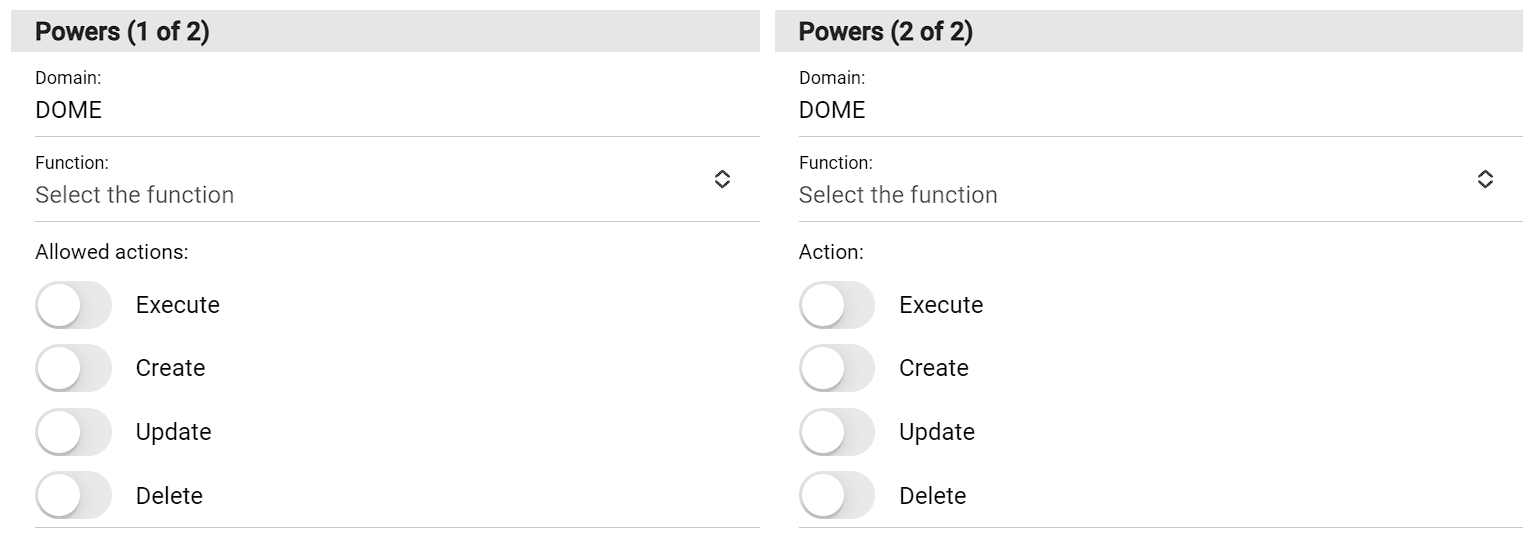 Powers (1 of 2)
Domain:
DOME
Function:
Select the function
Allowed actions:
Execute
Create
Update
Delete
Powers (2 of 2)
Domain:
DOME
Function:
Select the function
Action:
Execute
Create
Update
Delete